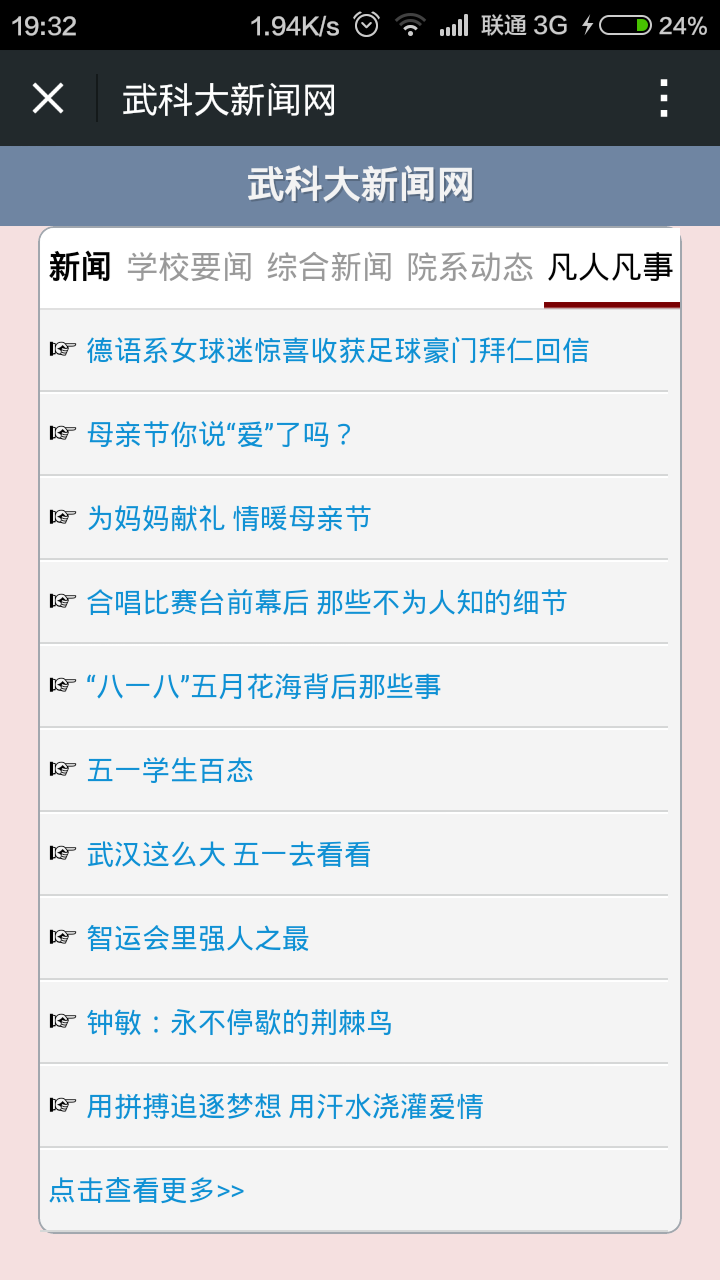 19:32 1.94K/s 联通 3G 24%
武科大新闻网
武科大新闻网
新闻 学校要闻 综合新闻 院系动态 凡人凡事
德语系女球迷惊喜收获足球豪门拜仁回信
母亲节你说“爱”了吗？
为妈妈献礼 情暖母亲节
合唱比赛台前幕后 那些不为人知的细节
“八一八”五月花海背后那些事
五一学生百态
武汉这么大 五一去看看
智运会里强人之最
钟敏：永不停歇的荆棘鸟
用拼搏追逐梦想 用汗水浇灌爱情
点击查看更多>>